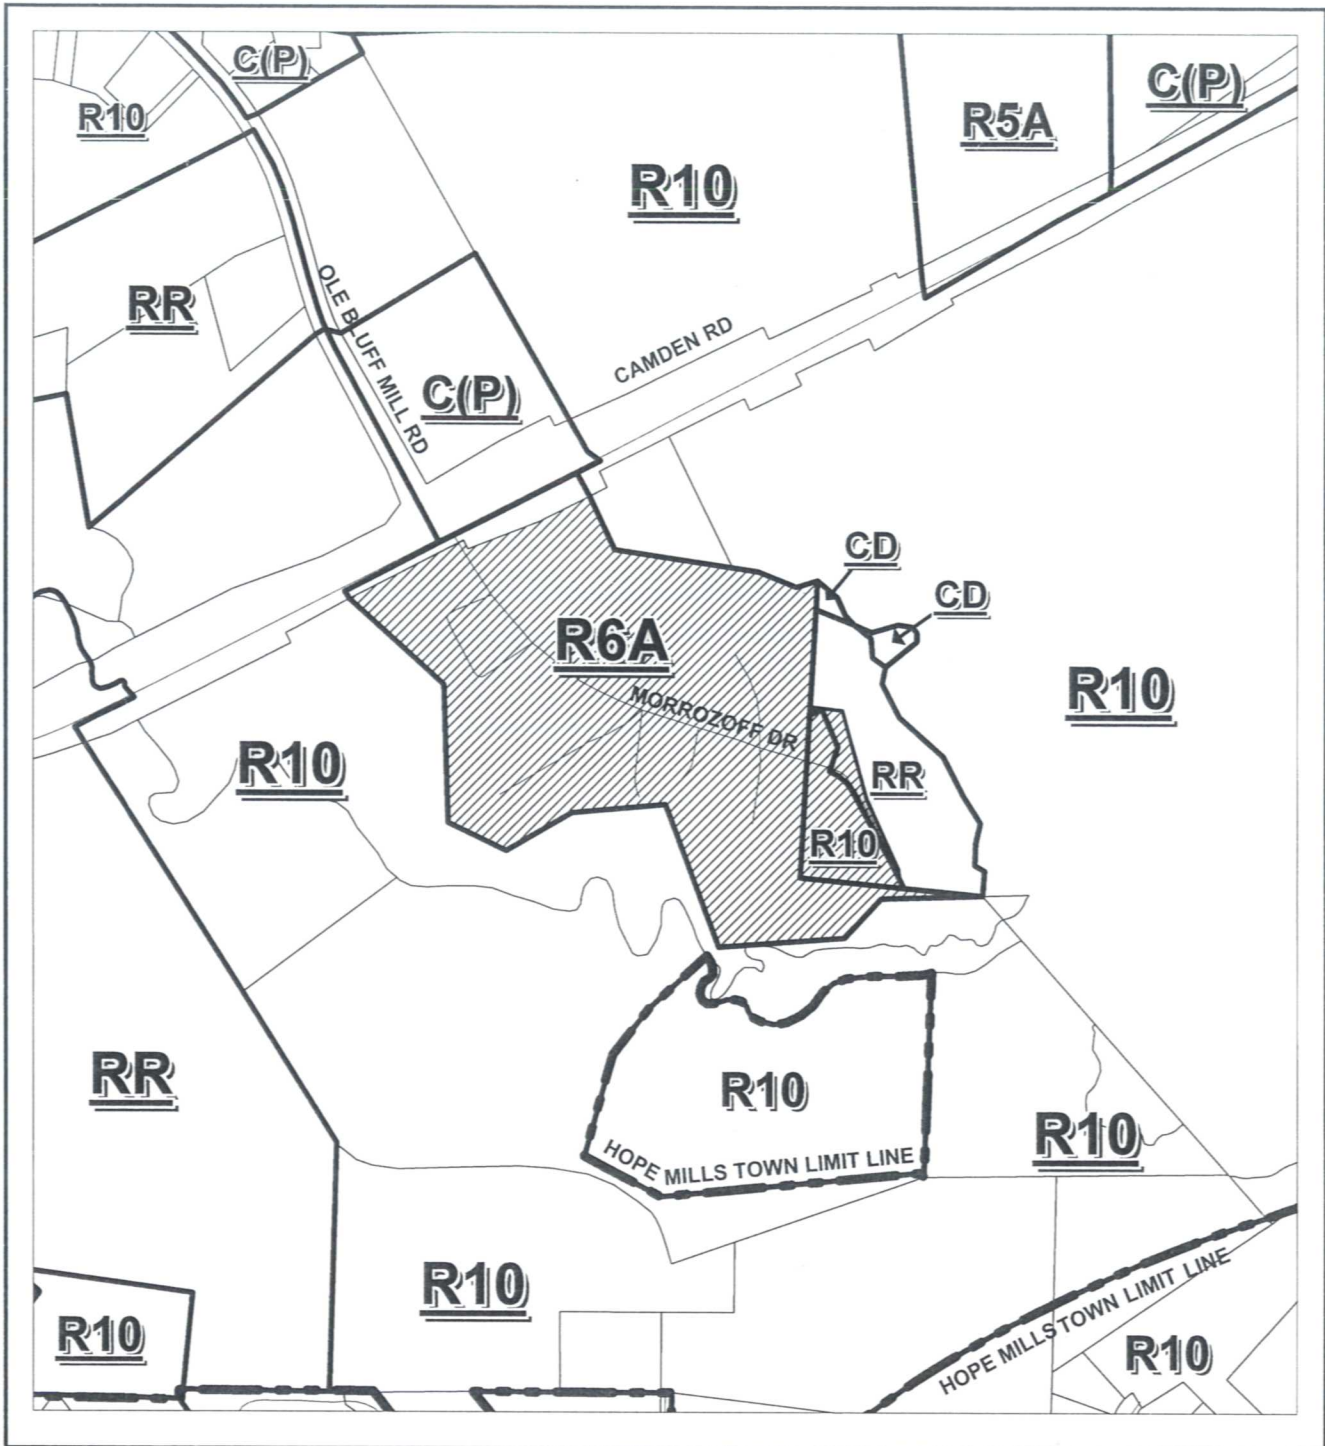 C(P)
R10
R5A
C(P)
R10
RR
OLE BLUFF MILL RD
CAMDEN RD
C(P)
CD
CD
R6A
R10
MORROZOFF DR
R10
RR
R10
RR
R10
R10
HOPE MILLS TOWN LIMIT LINE
R10
R10
HOPE MILLS TOWN LIMIT LINE
R10